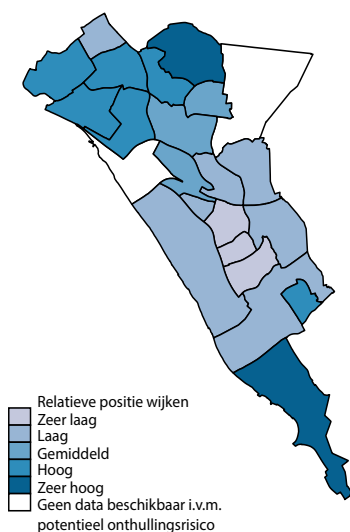 Relatieve positie wijken
Zeer laag
Laag
Gemiddeld
Hoog
Zeer hoog
Geen data beschikbaar i.v.m.
potentieel onthullingsrisico